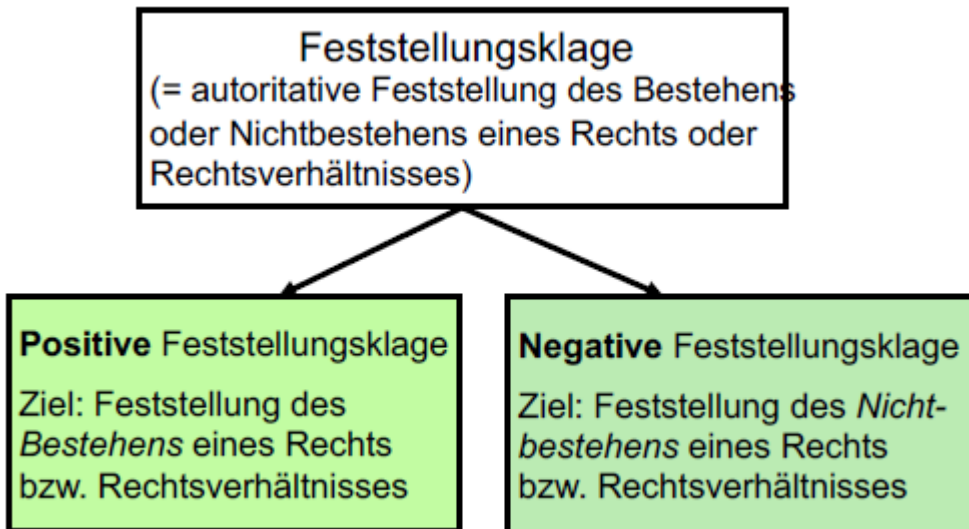 Feststellungsklage
(= autoritative Feststellung des Bestehens
oder Nichtbestehens eines Rechts oder
Rechtsverhältnisses)
Positive Feststellungsklage
Ziel: Feststellung des
Bestehens eines Rechts
bzw. Rechtsverhältnisses
Negative Feststellungsklage
Ziel: Feststellung des Nicht-
bestehens eines Rechts
bzw. Rechtsverhältnisses